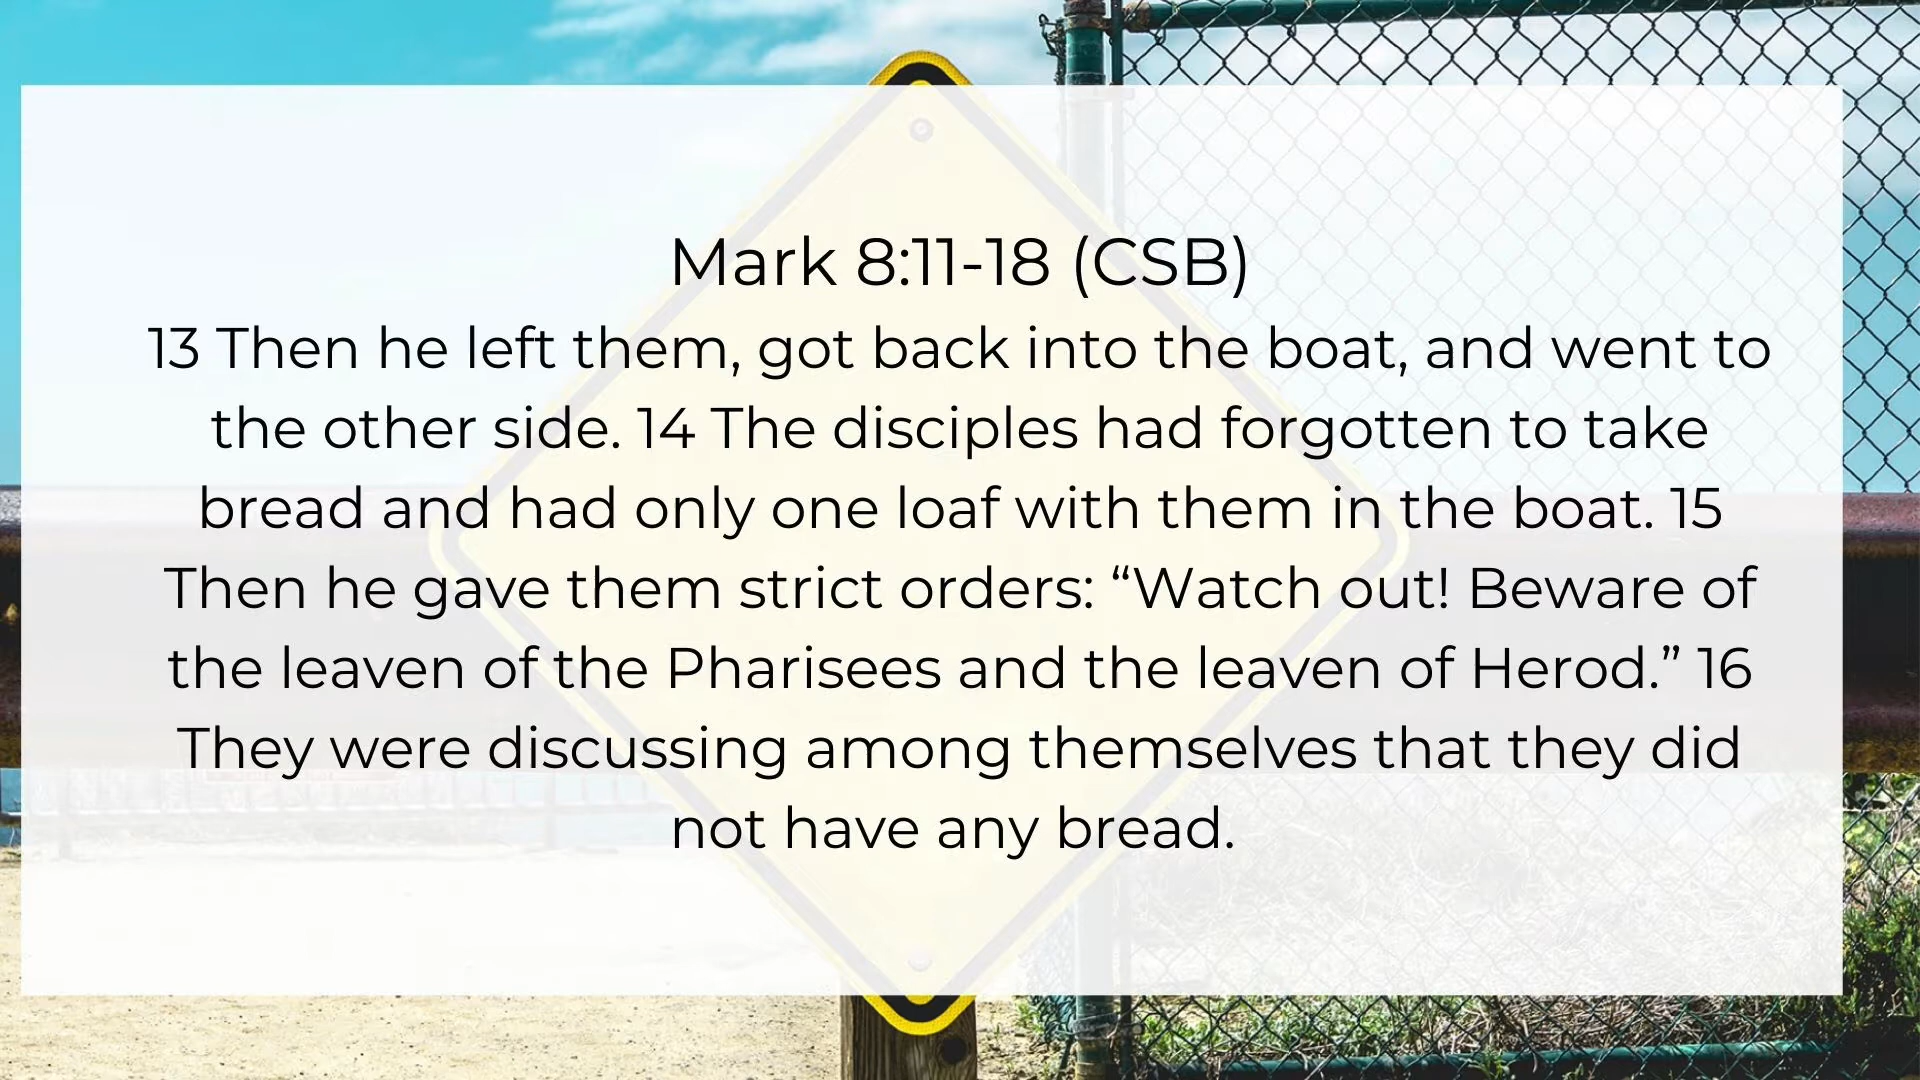 Mark 8:11-18 (CSB)
13 Then he left them, got back into the boat, and went to
the other side. 14 The disciples had forgotten to take
bread and had only one loaf with them in the boat. 15
Then he gave them strict orders: “Watch out! Beware of
the leaven of the Pharisees and the leaven of Herod.” 16
They were discussing among themselves that they did
not have any bread.